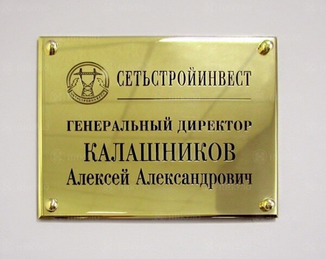 СЕТЬСТРОЙИНВЕСТ
ГЕНЕРАЛЬНЫЙ ДИРЕКТОР
КАЛАШНИКОВ
Алексей Александрович